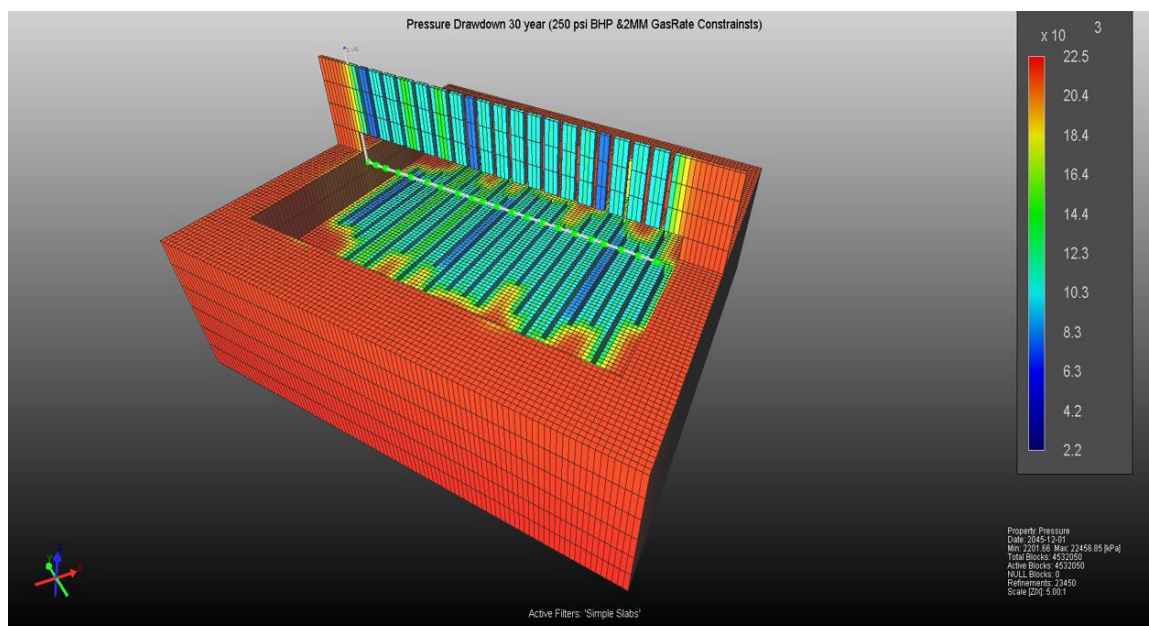 Pressure Drawdown 30 year (250 psi BHP &2MM GasRate Constrainsts)
x 10 3
22.5
20.4
18.4
16.4
14.4
12.3
10.3
8.3
6.3
4.2
2.2
Property: Pressure
Date: 2045-12-01
Min: 2201.66 Max: 22456.85 [kPa]
Total Blocks: 4532050
Active Blocks: 4532050
NULL Blocks: 0
Refinements: 23450
Scale [Z/X]: 5.00:1
Z
Y
X
Active Filters: 'Simple Slabs'